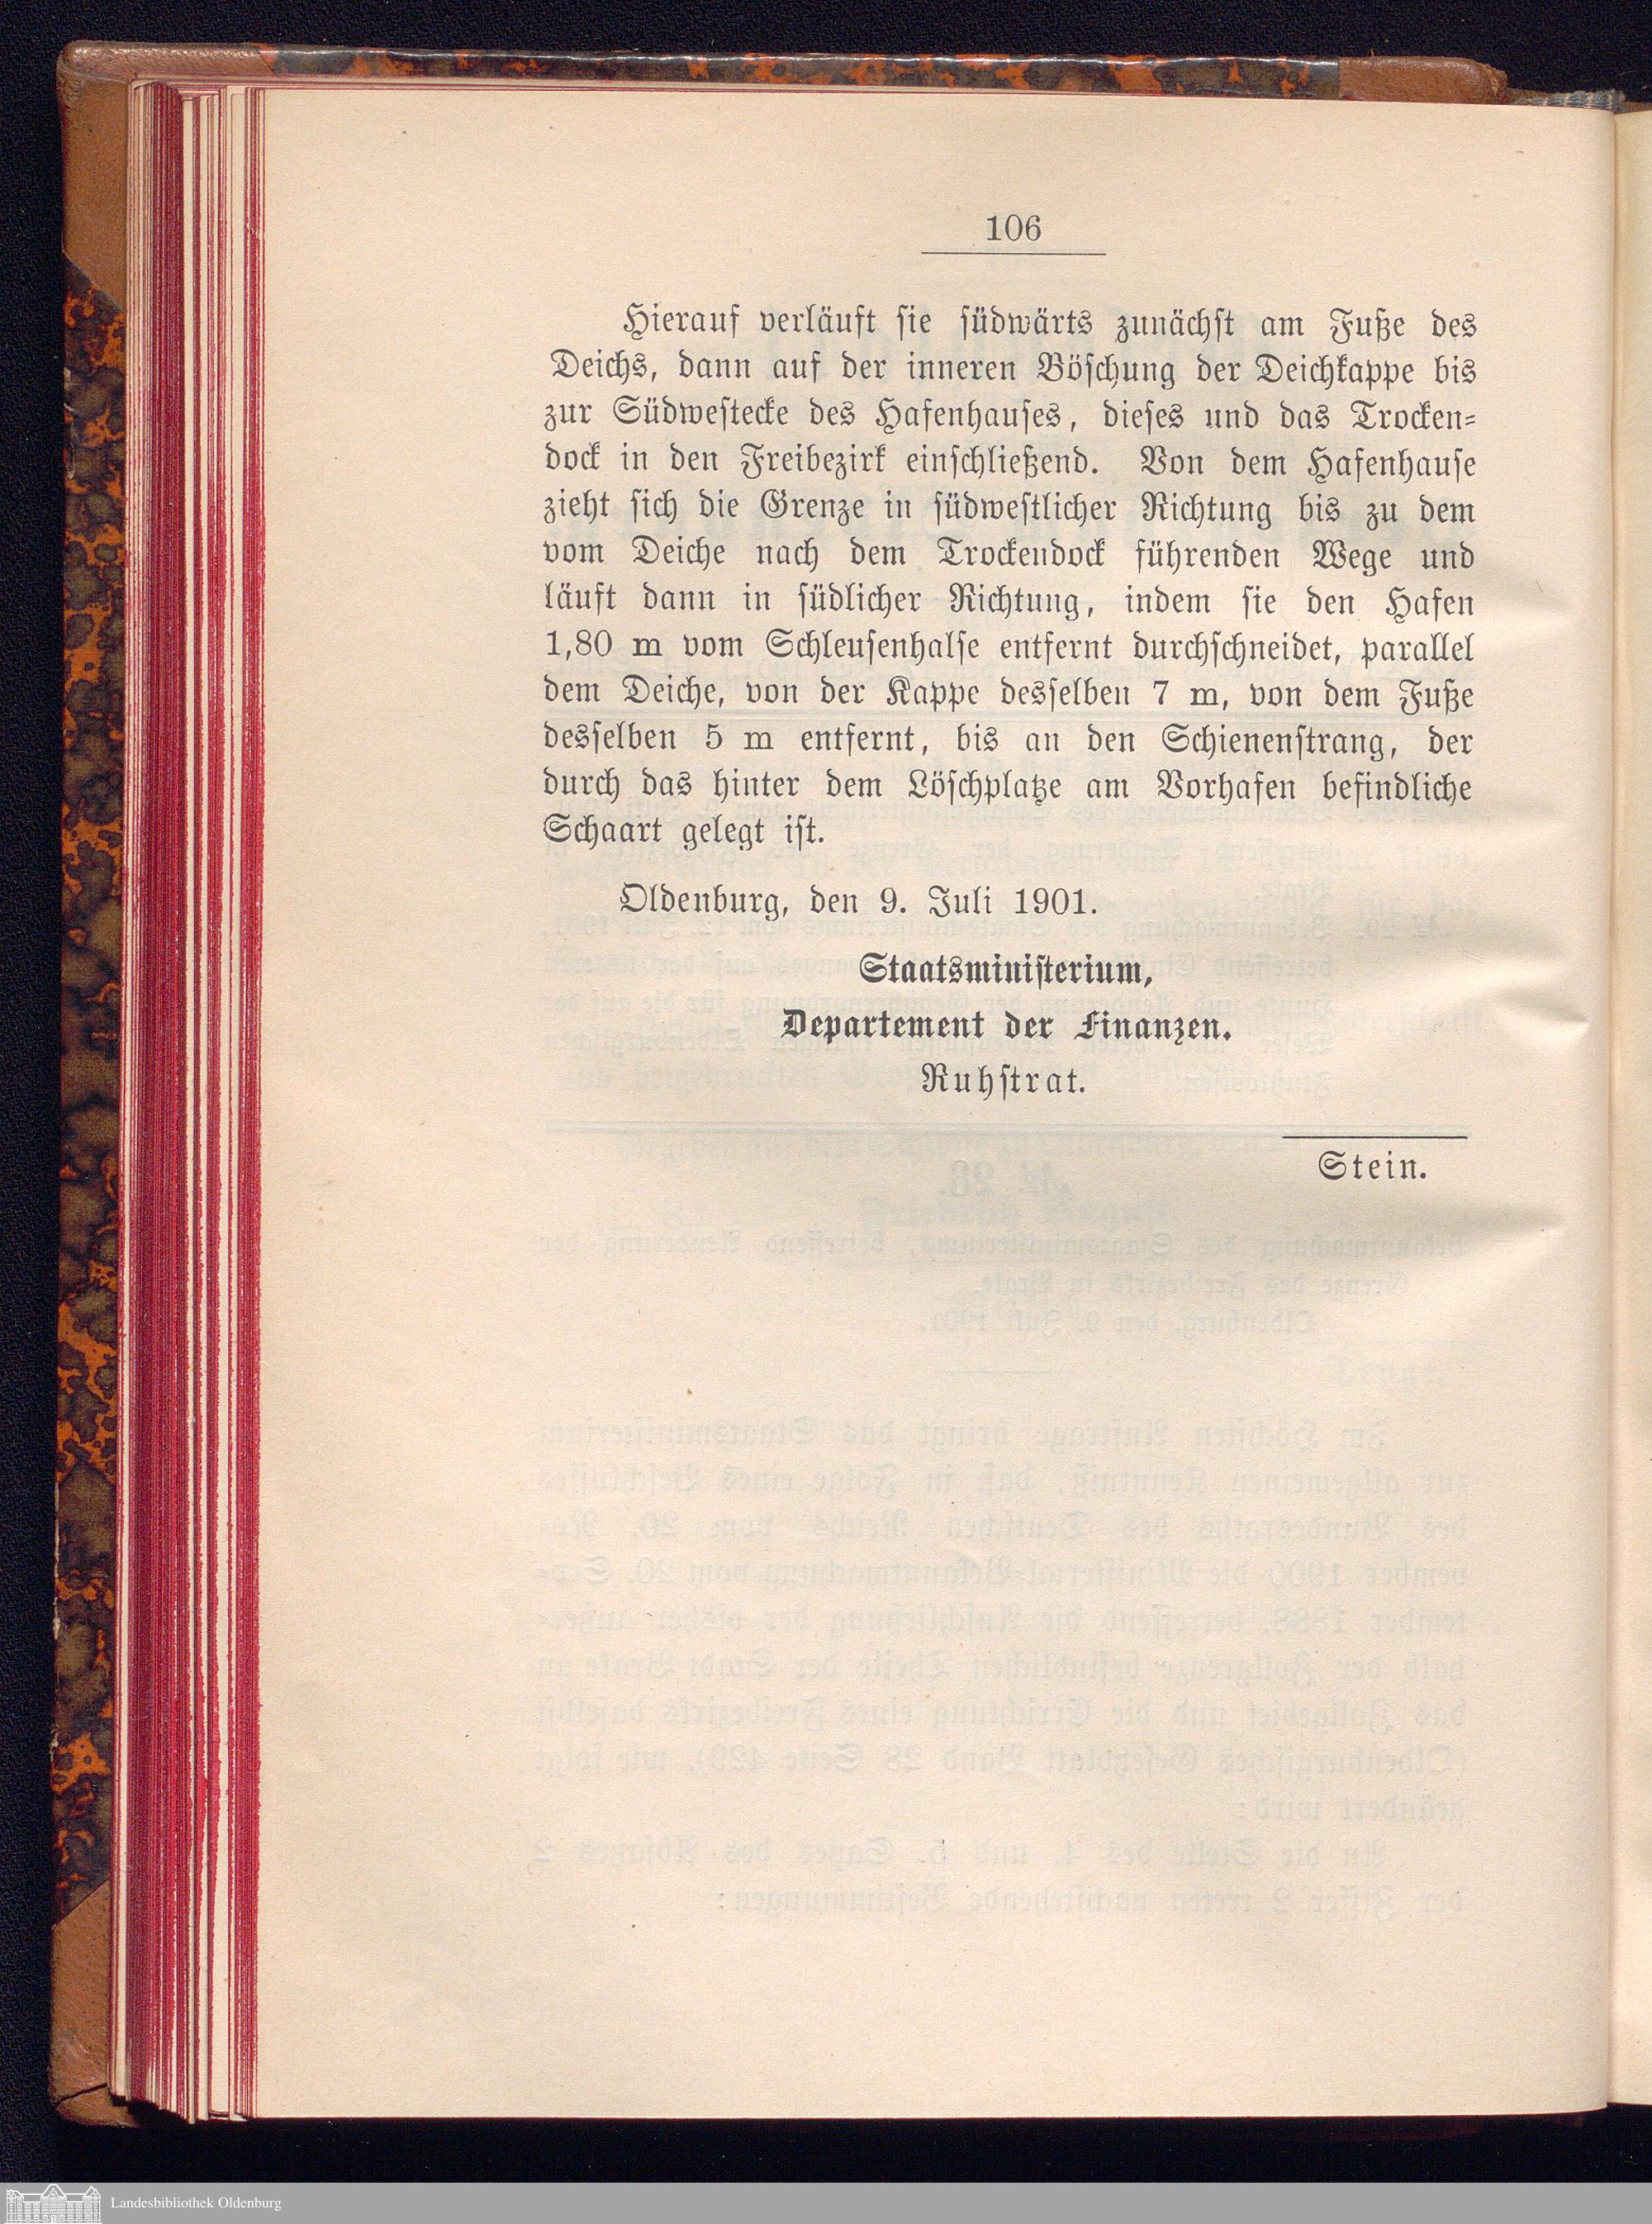 106
Hierauf verläuft sie südwärts zunächst am Fuße des
Deichs, dann auf der inneren Böschung der Deichkappe bis
zur Südwestecke des Hafenhauses, dieses und das Trocken-
dock in den Freibezirk einschließend. Von dem Hafenhause
zieht sich die Grenze in südwestlicher Richtung bis zu dem
vom Deiche nach dem Trockendock führenden Wege und
läuft dann in südlicher Richtung, indem sie den Hafen
1,80 m vom Schleusenhalse entfernt durchschneidet, parallel
dem Deiche, von der Kappe desselben 7 m, von dem Fuße
desselben 5 m entfernt, bis an den Schienenstrang, der
durch das hinter dem Löschplatze am Vorhafen befindliche
Schaart gelegt ist.
Oldenburg, den 9. Juli 1901.
Staatsministerium,
Departement der Finanzen.
Ruhstrat.
Stein.
Landesbibliothek Oldenburg